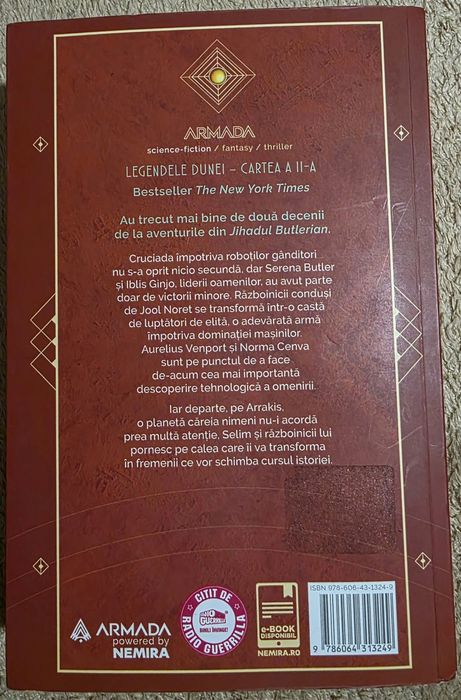 ARMADA
science-fiction / fantasy / thriller
LEGENDELE DUNEI – CARTEA A II-A
Bestseller The New York Times
Au trecut mai bine de două decenii
de la aventurile din Jihadul Butlerian.
Cruciada împotriva roboților gânditori
nu s-a oprit nicio secundă, dar Serena Butler
și Iblis Ginjo, liderii oamenilor, au avut parte
doar de victorii minore. Războinicii conduși
de Jool Noret se transformă într-o castă
de luptători de elită, o adevărată armă
împotriva dominației mașinilor.
Aurelius Venport și Norma Cenva
sunt pe punctul de a face
de-acum cea mai importantă
descoperire tehnologică a omenirii.
Iar departe, pe Arrakis,
o planetă căreia nimeni nu-i acordă
prea multă atenție, Selim și războinicii lui
pornesc pe calea care îi va transforma
în fremenii ce vor schimba cursul istoriei.
ISBN 978-606-43-1324-9
ARMADA
powered by
NEMIRA
CITIT DE
RADIO GUERRILLA
e-BOOK
DISPONIBIL
NEMIRA.RO
9 786064 313249